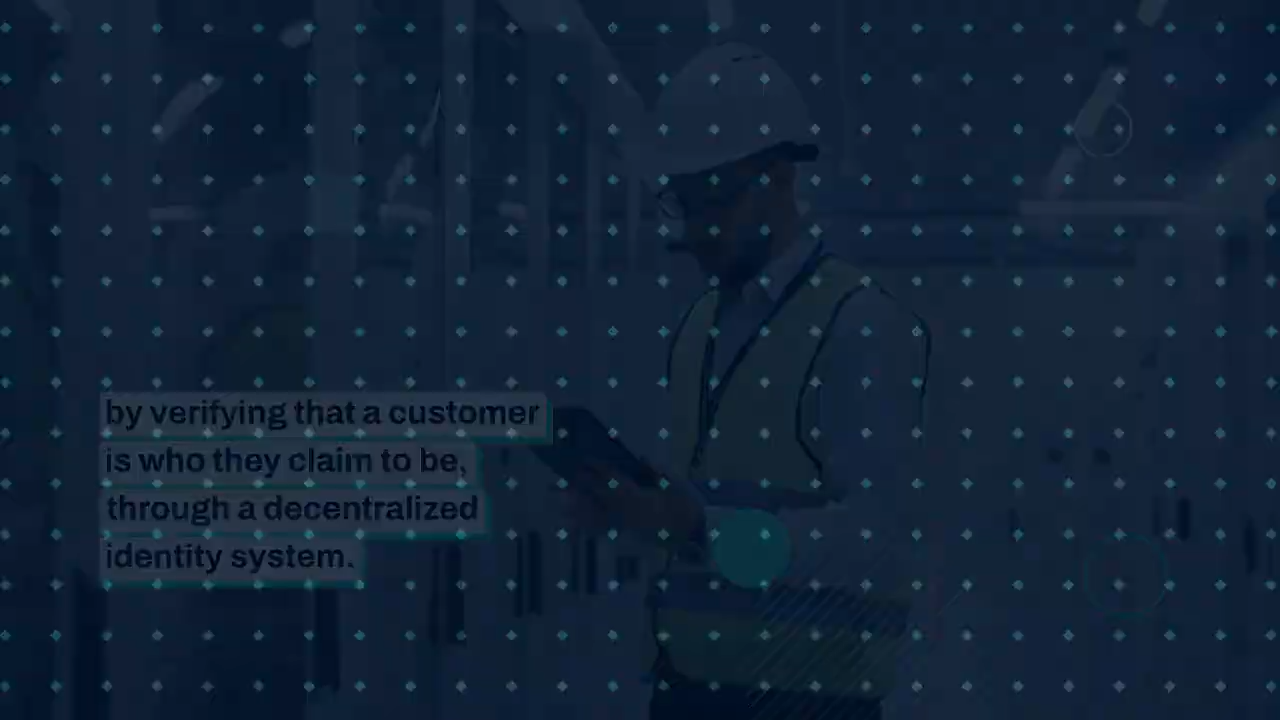 by verifying that a customer
is who they claim to be,
through a decentralized
identity system.